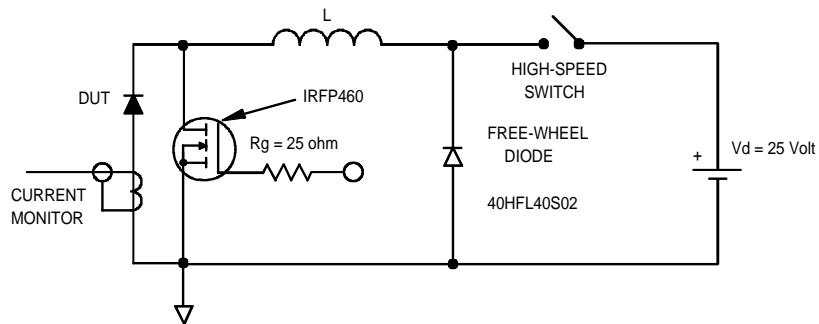 L
HIGH-SPEED
SWITCH
DUT
IRFP460
Rg = 25 ohm
FREE-WHEEL
DIODE
+
Vd = 25 Volt
CURRENT
MONITOR
40HFL40S02